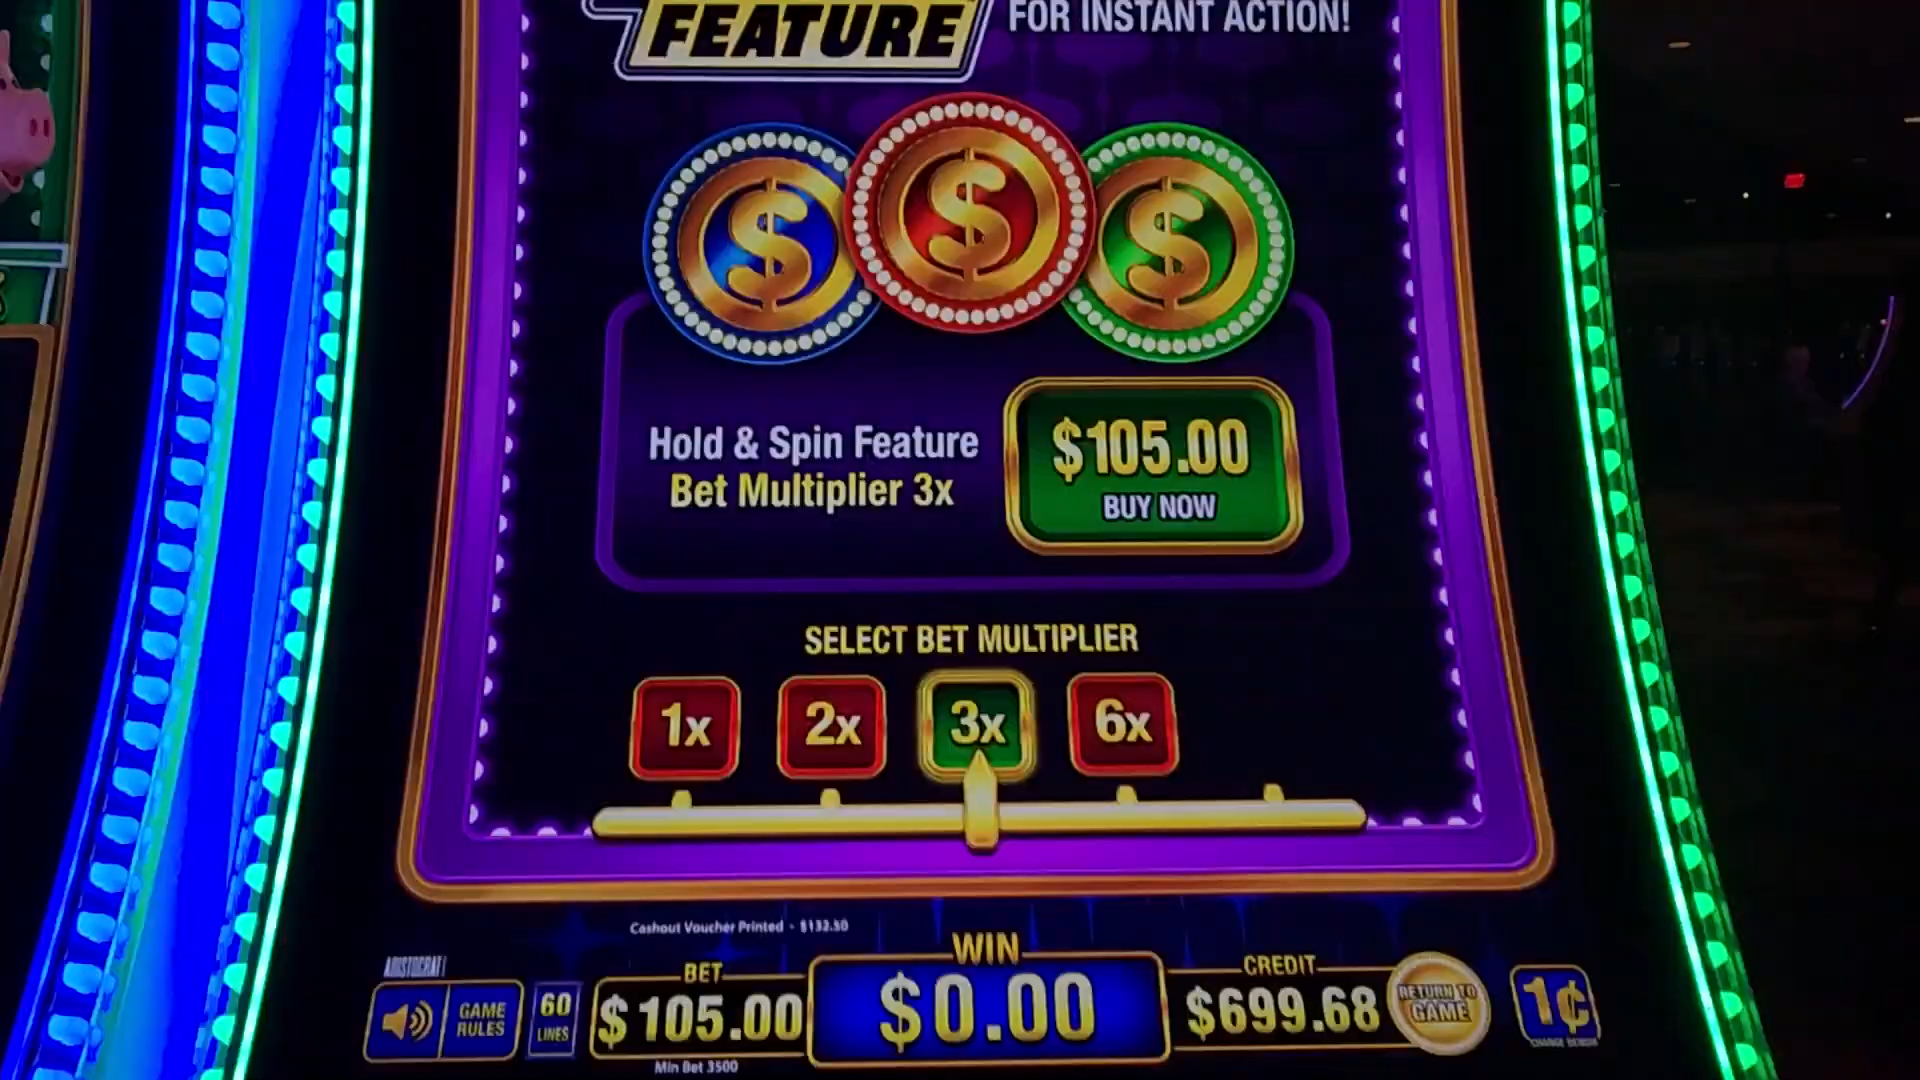 FEATURE
FOR INSTANT ACTION!
Hold & Spin Feature
Bet Multiplier 3x
$105.00
BUY NOW
SELECT BET MULTIPLIER
1x
2x
3x
6x
Cashout Voucher Printed - $132.50
ARISTOCRAT
GAME
RULES
60
LINES
BET
$105.00
Min Bet 3500
WIN
$0.00
CREDIT
$699.68
RETURN TO
GAME
1¢